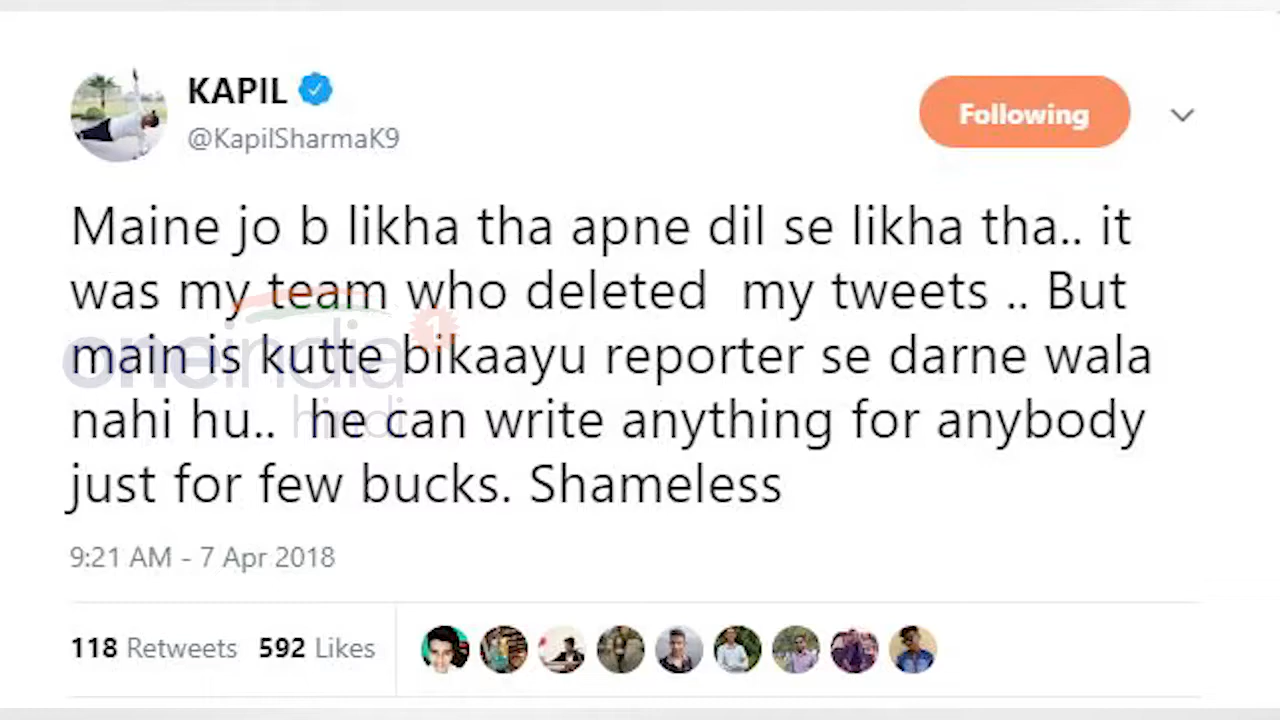 KAPIL
@KapilSharmaK9
Following
Maine jo b likha tha apne dil se likha tha.. it
was my team who deleted my tweets .. But
main is kutte bikaayu reporter se darne wala
nahi hu.. he can write anything for anybody
just for few bucks. Shameless
oneindia
1
hindi
9:21 AM - 7 Apr 2018
118 Retweets 592 Likes